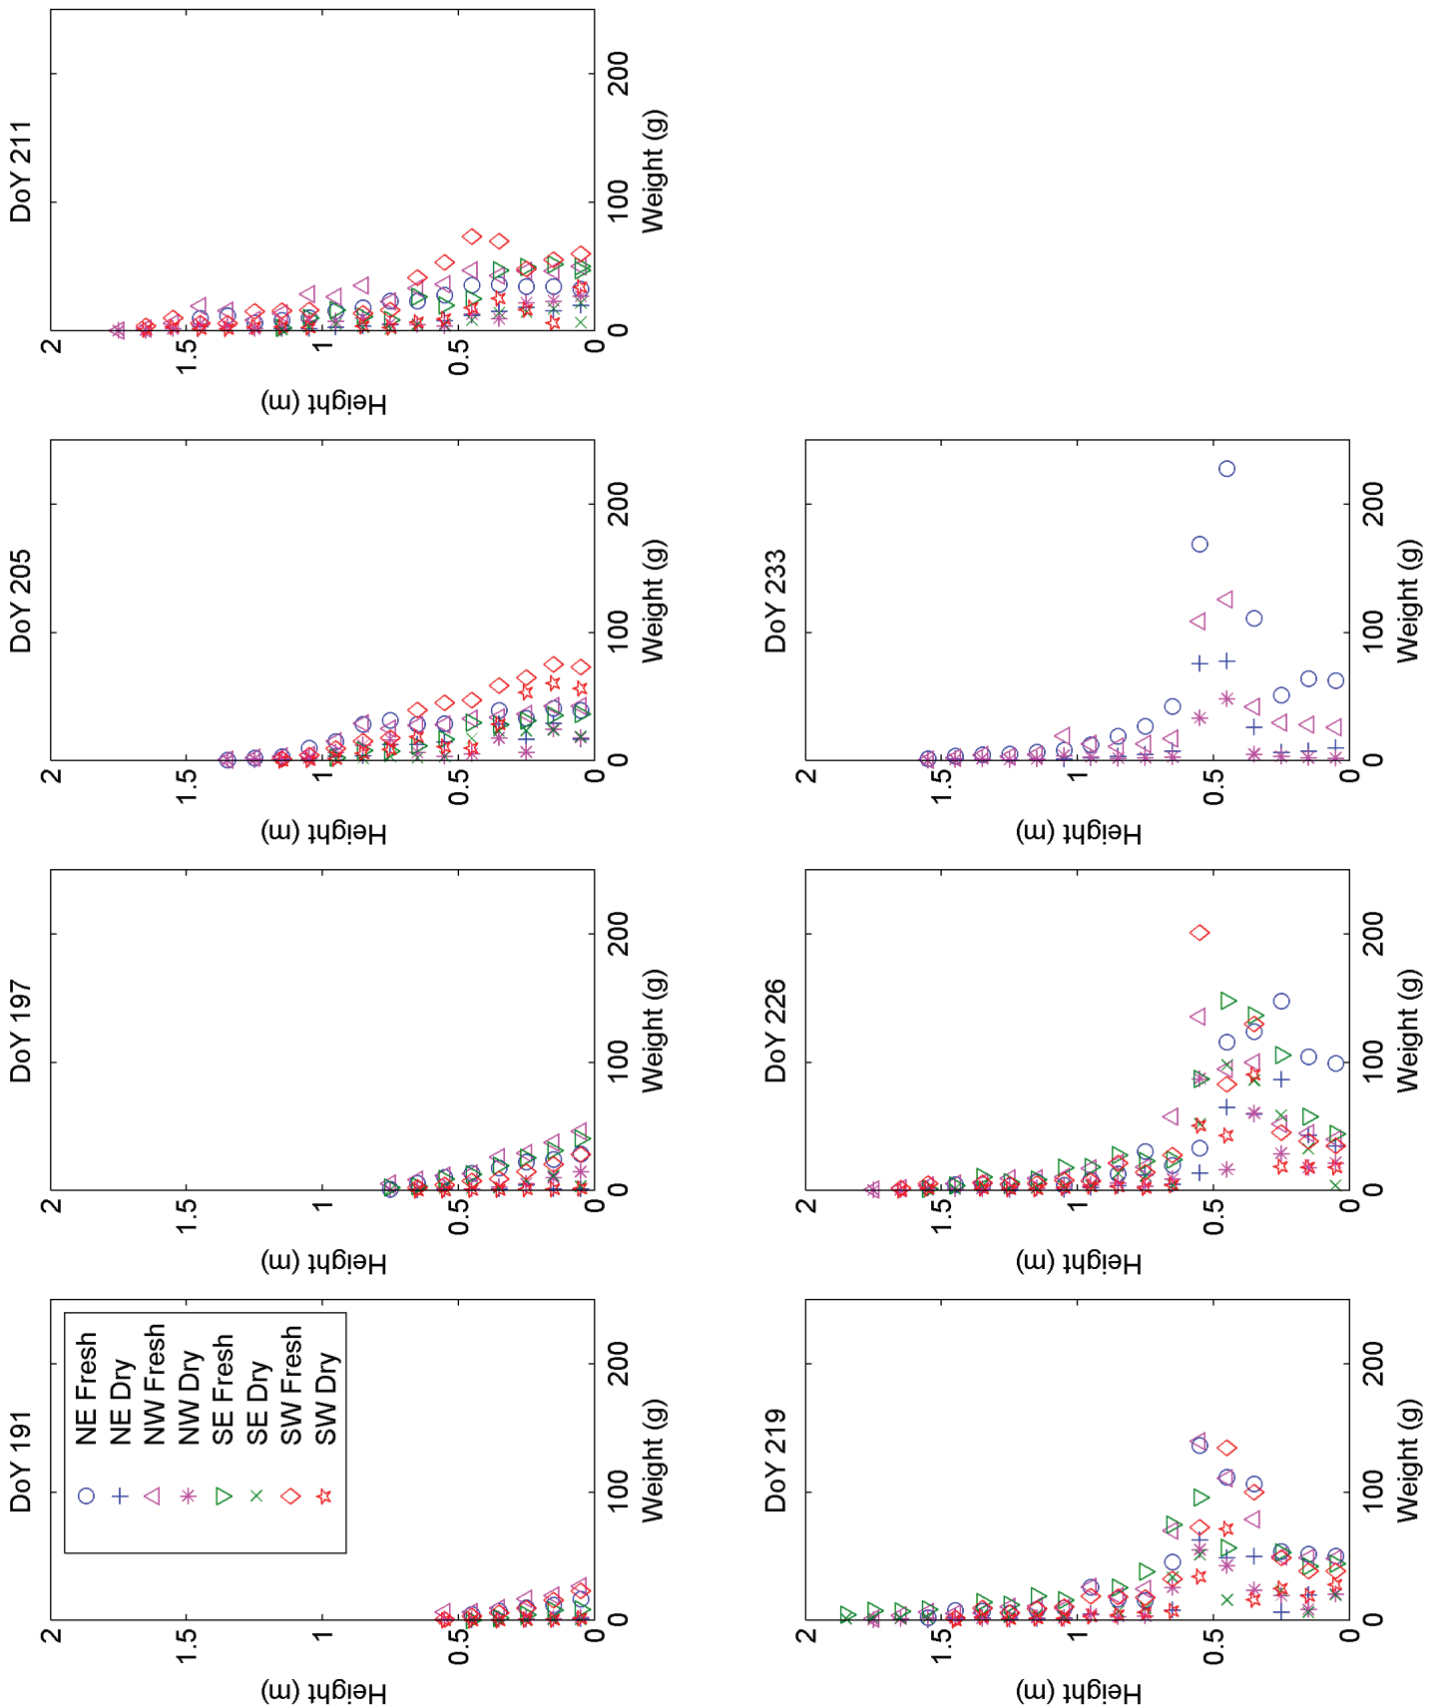 DoY 191
2
1.5
1
0.5
0
Height (m)
0
100
200
Weight (g)
NE Fresh
NE Dry
NW Fresh
NW Dry
SE Fresh
SE Dry
SW Fresh
SW Dry
DoY 197
2
1.5
1
0.5
0
Height (m)
0
100
200
Weight (g)
DoY 205
2
1.5
1
0.5
0
Height (m)
0
100
200
Weight (g)
DoY 211
2
1.5
1
0.5
0
Height (m)
0
100
200
Weight (g)
DoY 219
2
1.5
1
0.5
0
Height (m)
0
100
200
Weight (g)
DoY 226
2
1.5
1
0.5
0
Height (m)
0
100
200
Weight (g)
DoY 233
2
1.5
1
0.5
0
Height (m)
0
100
200
Weight (g)